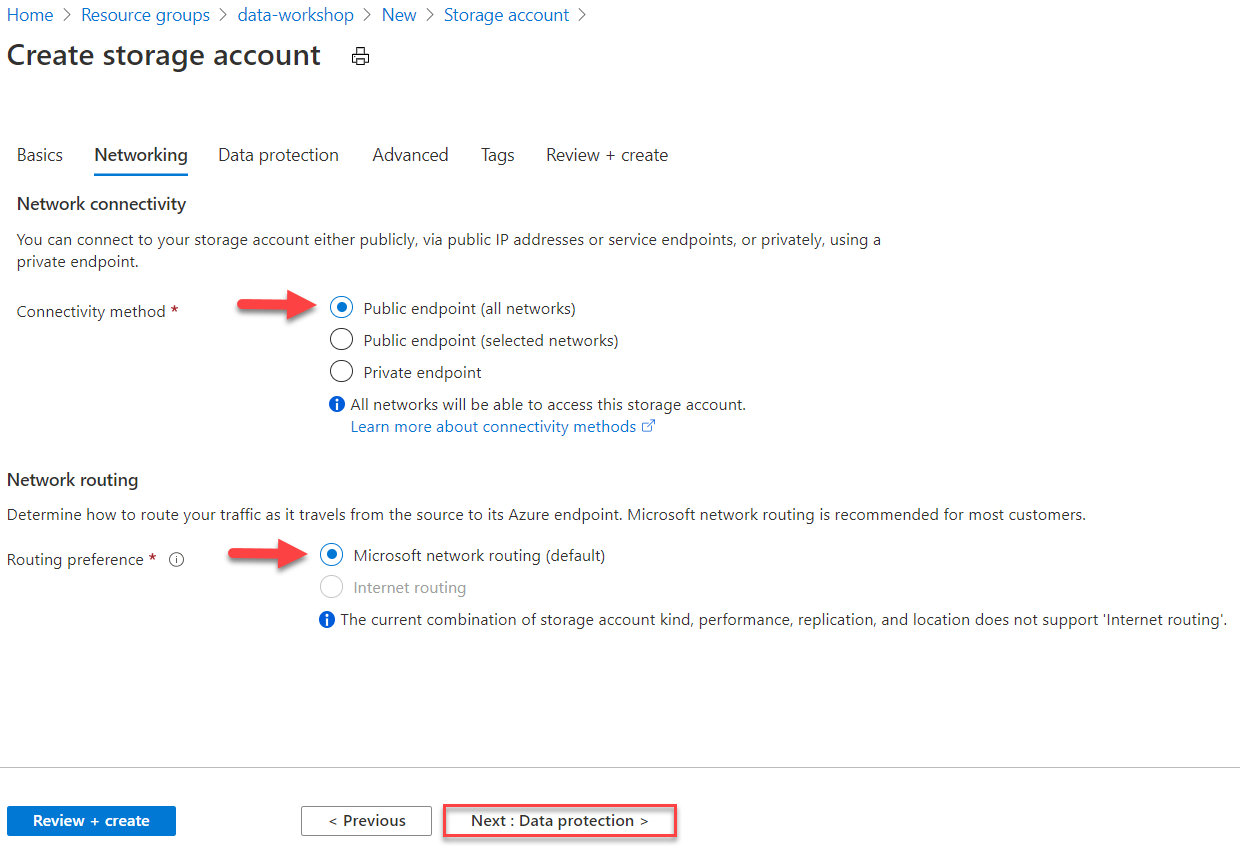 Home > Resource groups > data-workshop > New > Storage account >
Create storage account
Basics Networking Data protection Advanced Tags Review + create
Network connectivity
You can connect to your storage account either publicly, via public IP addresses or service endpoints, or privately, using a
private endpoint.
Connectivity method *
Public endpoint (all networks)
Public endpoint (selected networks)
Private endpoint
All networks will be able to access this storage account.
Learn more about connectivity methods
Network routing
Determine how to route your traffic as it travels from the source to its Azure endpoint. Microsoft network routing is recommended for most customers.
Routing preference *
Microsoft network routing (default)
Internet routing
The current combination of storage account kind, performance, replication, and location does not support 'Internet routing'.
Review + create < Previous Next : Data protection >